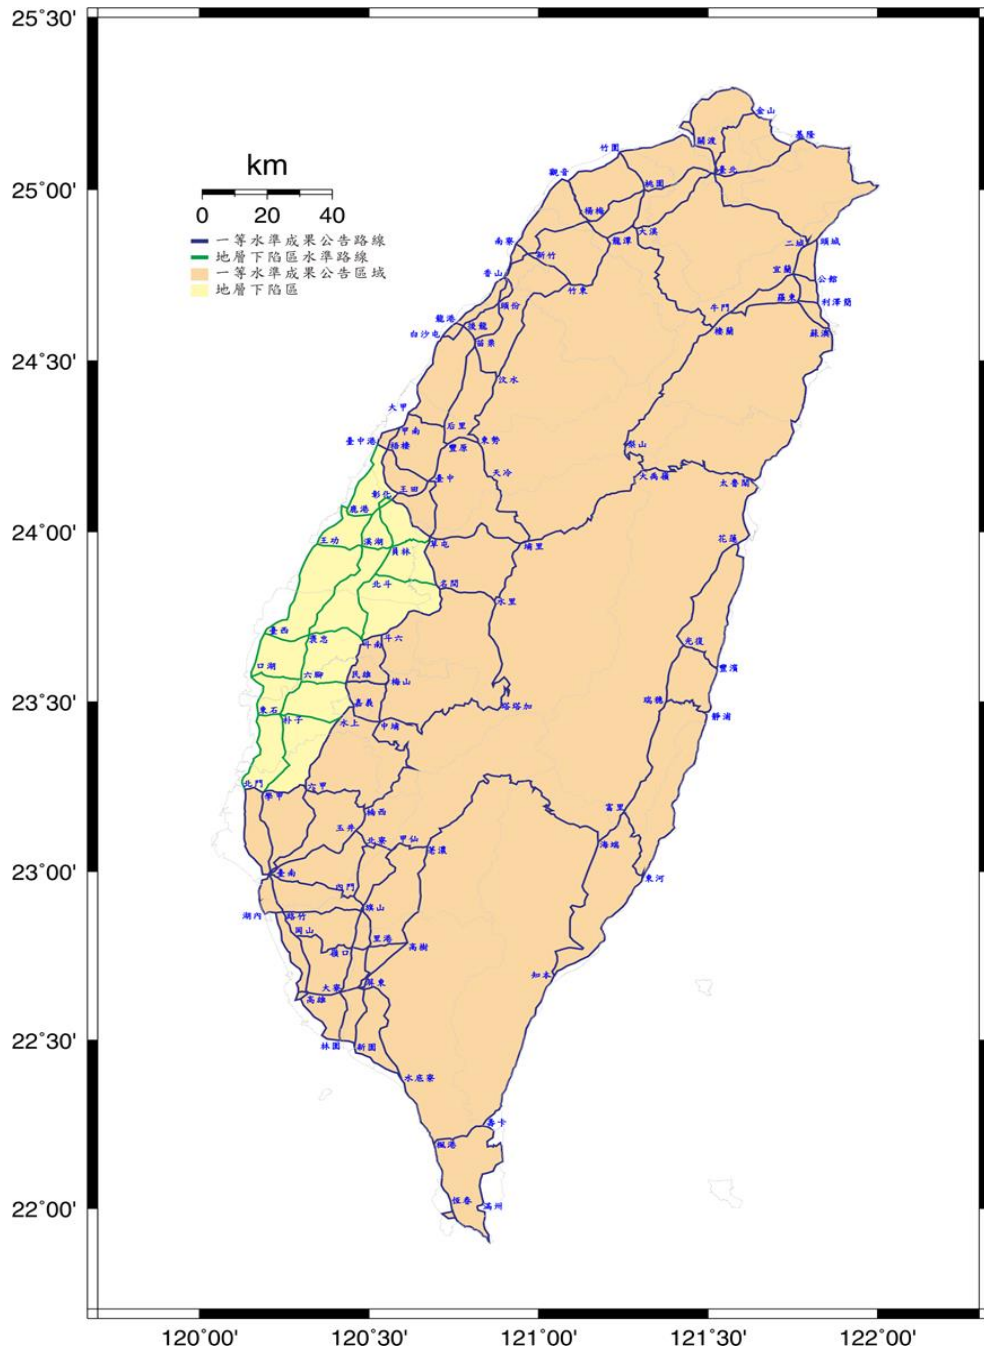 25˚30'
金山
關渡
基隆
竹圍
臺北
觀音
桃園
25˚00'
km
0 20 40
一等水準成果公告路線
地層下陷區水準路線
一等水準成果公告區域
地層下陷區
楊梅
大溪
龍潭
南寮
新竹
二城
頭城
香山
竹東
宜蘭
公館
頭份
羅東
利澤簡
牛鬥
龍港
後龍
棲蘭
蘇澳
白沙屯
苗栗
24˚30'
汶水
大甲
甲南
后里
臺中港
梧棲
豐原
東勢
梨山
天冷
臺中
大禹嶺
太魯閣
王田
彰化
鹿港
24˚00'
王功
溪湖
員林
草屯
埔里
花蓮
北斗
名間
水里
臺西
褒忠
斗南
斗六
光復
口湖
六腳
民雄
梅山
豐濱
23˚30'
東石
朴子
嘉義
水上
中埔
塔塔加
瑞穗
靜浦
北門
學甲
六甲
楠西
富里
玉井
北寮
甲仙
荖濃
海端
23˚00'
臺南
內門
東河
湖內
路竹
旗山
岡山
里港
高樹
嶺口
知本
大寮
屏東
高雄
22˚30'
林園
新園
水底寮
壽卡
楓港
22˚00'
恆春
滿州
120˚00' 120˚30' 121˚00' 121˚30' 122˚00'